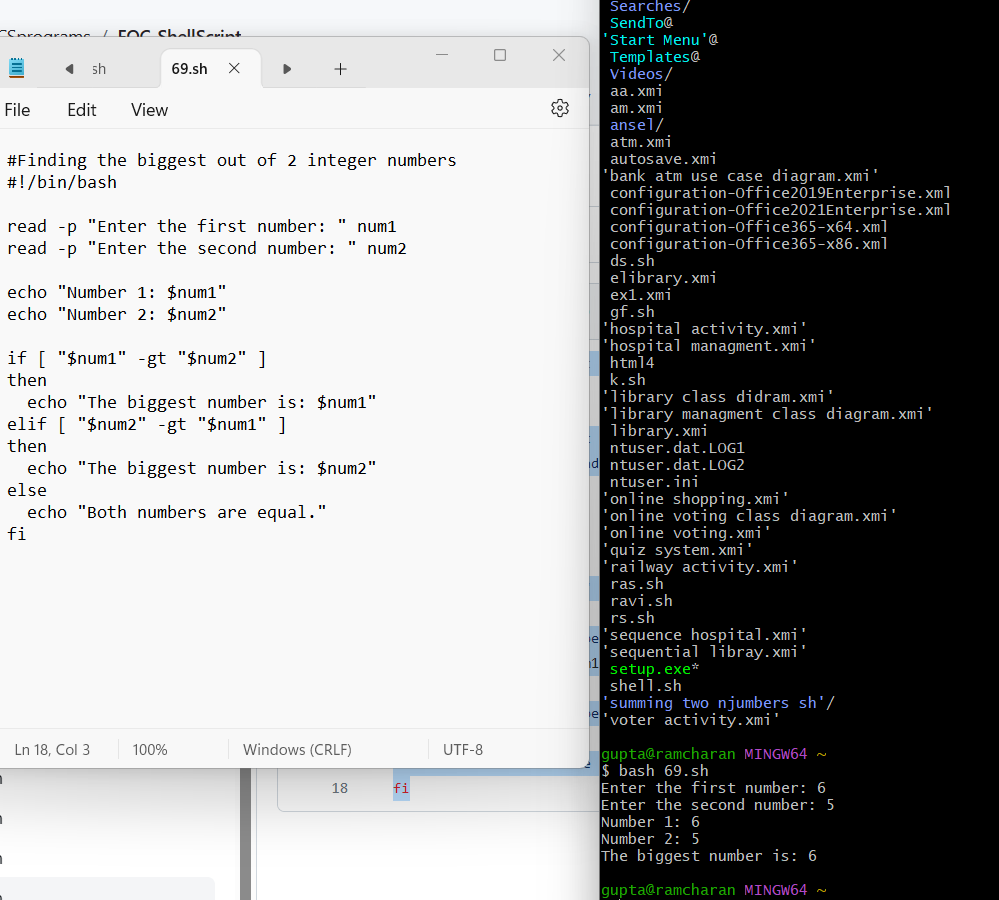 CSprograms / FOC-ShellScript
sh
69.sh
File Edit View
#Finding the biggest out of 2 integer numbers
#!/bin/bash
read -p "Enter the first number: " num1
read -p "Enter the second number: " num2
echo "Number 1: $num1"
echo "Number 2: $num2"
if [ "$num1" -gt "$num2" ]
then
  echo "The biggest number is: $num1"
elif [ "$num2" -gt "$num1" ]
then
  echo "The biggest number is: $num2"
else
  echo "Both numbers are equal."
fi
Ln 18, Col 3 100% Windows (CRLF) UTF-8
18 fi
Searches/
SendTo@
'Start Menu'@
Templates@
Videos/
aa.xmi
am.xmi
ansel/
atm.xmi
autosave.xmi
'bank atm use case diagram.xmi'
configuration-Office2019Enterprise.xml
configuration-Office2021Enterprise.xml
configuration-Office365-x64.xml
configuration-Office365-x86.xml
ds.sh
elibrary.xmi
ex1.xmi
gf.sh
'hospital activity.xmi'
'hospital managment.xmi'
html4
k.sh
'library class didram.xmi'
'library managment class diagram.xmi'
library.xmi
ntuser.dat.LOG1
ntuser.dat.LOG2
ntuser.ini
'online shopping.xmi'
'online voting class diagram.xmi'
'online voting.xmi'
'quiz system.xmi'
'railway activity.xmi'
ras.sh
ravi.sh
rs.sh
'sequence hospital.xmi'
'sequential libray.xmi'
setup.exe*
shell.sh
'summing two njumbers sh'/
'voter activity.xmi'
gupta@ramcharan MINGW64 ~
$ bash 69.sh
Enter the first number: 6
Enter the second number: 5
Number 1: 6
Number 2: 5
The biggest number is: 6
gupta@ramcharan MINGW64 ~